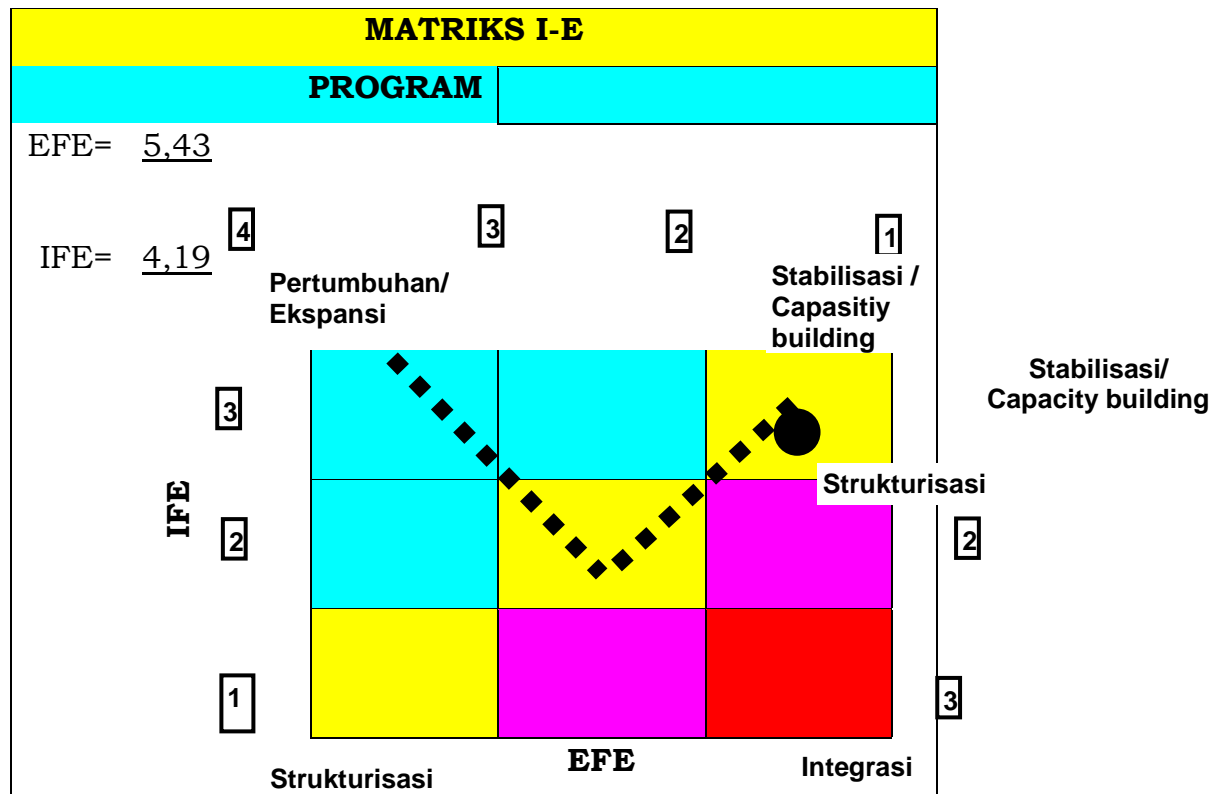 MATRIKS I-E
PROGRAM
EFE= 5,43
4
3
2
1
IFE= 4,19
Pertumbuhan/
Ekspansi
Stabilisasi /
Capasitiy
building
Stabilisasi/
Capacity building
3
Strukturisasi
IFE
2
2
1
3
EFE
Integrasi
Strukturisasi